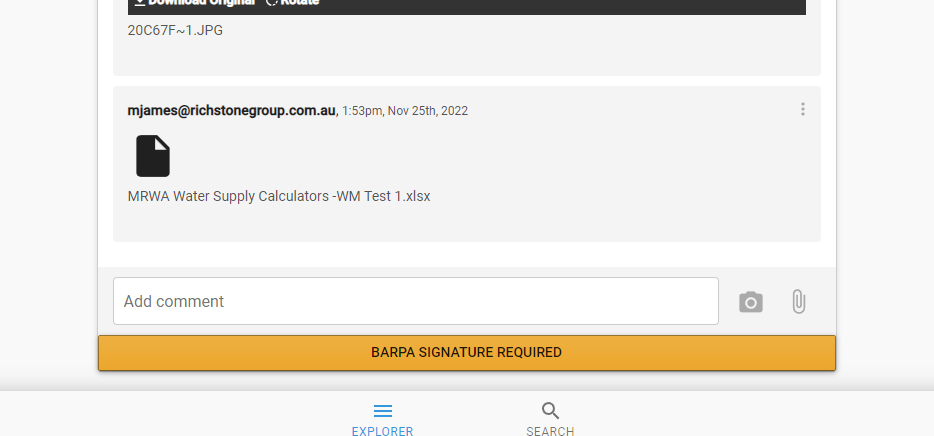 Download Original Rotate
20C67F~1.JPG
mjames@richstonegroup.com.au, 1:53pm, Nov 25th, 2022
MRWA Water Supply Calculators -WM Test 1.xlsx
Add comment
BARPA SIGNATURE REQUIRED
EXPLORER SEARCH